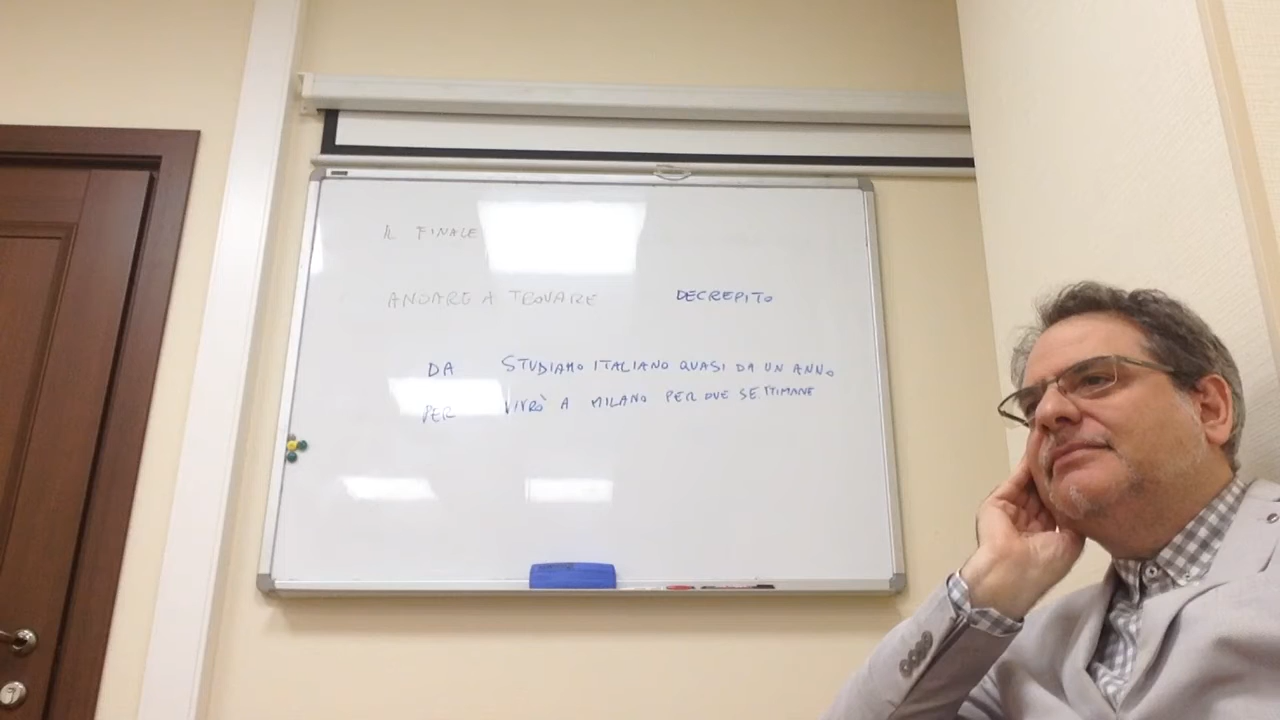 IL FINALE
ANDARE A TROVARE DECREPITO
DA STUDIAMO ITALIANO QUASI DA UN ANNO
PER VIVRÒ A MILANO PER DUE SETTIMANE